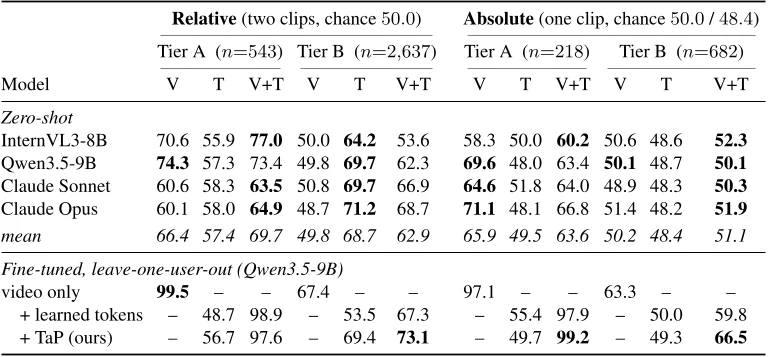 Relative (two clips, chance 50.0) Absolute (one clip, chance 50.0 / 48.4)
Tier A (n=543) Tier B (n=2,637) Tier A (n=218) Tier B (n=682)
Model V T V+T V T V+T V T V+T V T V+T
Zero-shot
InternVL3-8B 70.6 55.9 77.0 50.0 64.2 53.6 58.3 50.0 60.2 50.6 48.6 52.3
Qwen3.5-9B 74.3 57.3 73.4 49.8 69.7 62.3 69.6 48.0 63.4 50.1 48.7 50.1
Claude Sonnet 60.6 58.3 63.5 50.8 69.7 66.9 64.6 51.8 64.0 48.9 48.3 50.3
Claude Opus 60.1 58.0 64.9 48.7 71.2 68.7 71.1 48.1 66.8 51.4 48.2 51.9
mean 66.4 57.4 69.7 49.8 68.7 62.9 65.9 49.5 63.6 50.2 48.4 51.1
Fine-tuned, leave-one-user-out (Qwen3.5-9B)
video only 99.5 – – 67.4 – – 97.1 – – 63.3 – –
+ learned tokens – 48.7 98.9 – 53.5 67.3 – 55.4 97.9 – 50.0 59.8
+ TaP (ours) – 56.7 97.6 – 69.4 73.1 – 49.7 99.2 – 49.3 66.5